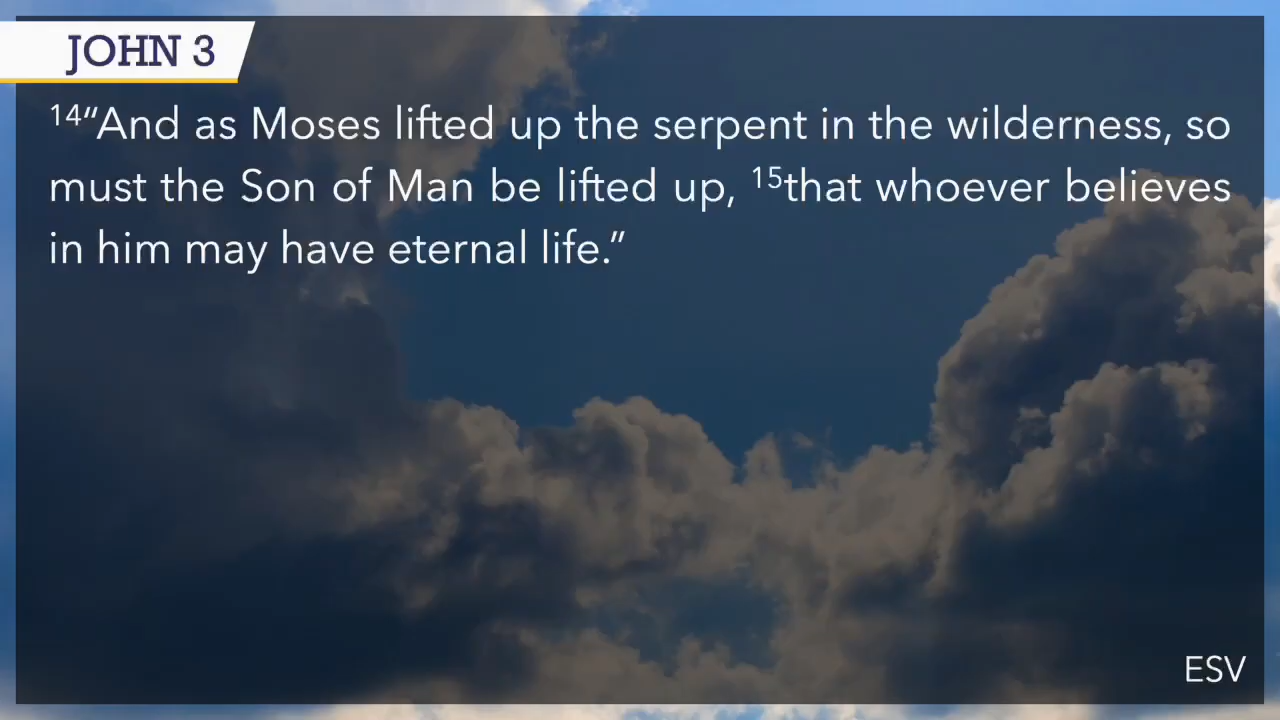 JOHN 3
¹⁴“And as Moses lifted up the serpent in the wilderness, so
must the Son of Man be lifted up, ¹⁵that whoever believes
in him may have eternal life.”
ESV